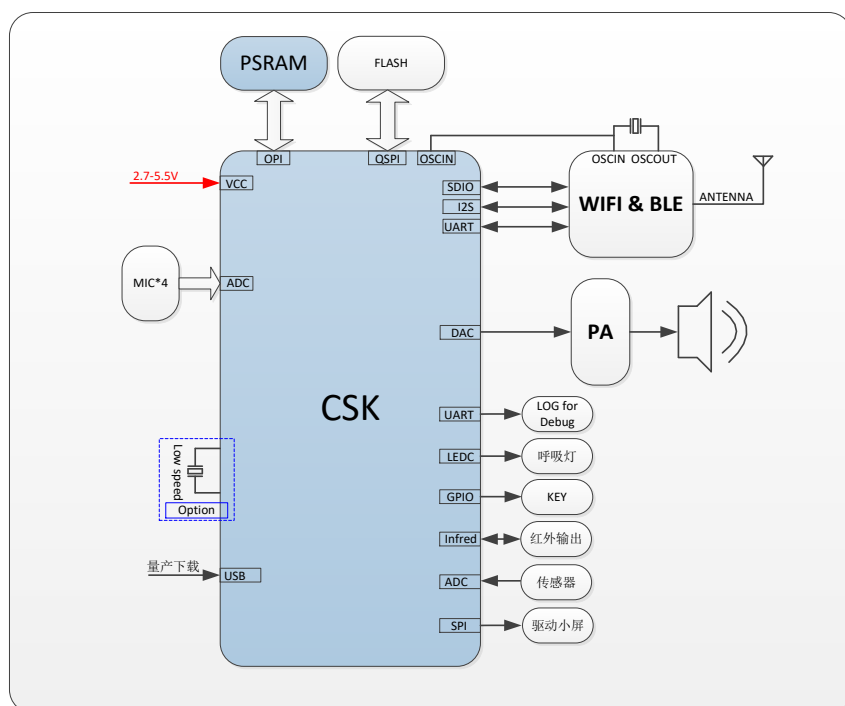 PSRAM
FLASH
OPI
QSPI
OSCIN
OSCIN OSCOUT
2.7-5.5V
VCC
SDIO
I2S
UART
WIFI & BLE
ANTENNA
MIC*4
ADC
DAC
PA
CSK
UART
LOG for
Debug
Low speed
Option
LEDC
呼吸灯
GPIO
KEY
Infred
红外输出
量产下载
USB
ADC
传感器
SPI
驱动小屏